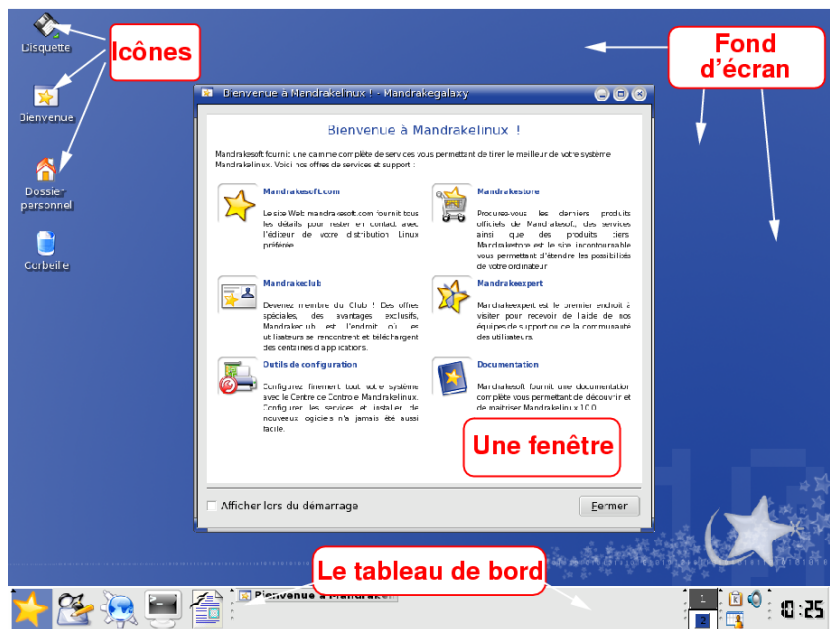 Disquette
Icônes
Fond
d'écran
Bienvenue
Dossier
personnel
Corbeille
Bienvenue à Mandrakelinux ! - Mandrakegalaxy
Bienvenue à Mandrakelinux !
Mandrakesoft fournit une gamme complète de services vous permettant de tirer le meilleur de votre système
Mandrakelinux. Voici nos offres de services et support :
Mandrakesoft.com
Le site Web mandrakesoft.com fournit tous
les détails pour rester en contact avec
l'éditeur de votre distribution Linux
préférée.
Mandrakestore
Procurez-vous les derniers produits
officiels de Mandrakesoft, des services
ainsi que des produits tiers.
Mandrakestore est le site incontournable
vous permettant d'étendre les possibilités
de votre ordinateur
Mandrakeclub
Devenez membre du Club ! Des offres
spéciales, des avantages exclusifs,
Mandrakeclub est l'endroit où les
utilisateurs se rencontrent et téléchargent
des centaines d'applications.
Mandrakeexpert
Mandrakeexpert est le premier endroit à
visiter pour recevoir de l'aide de nos
équipes de support ou de la communauté
des utilisateurs.
Outils de configuration
Configurez finement tout votre système
avec le Centre de Controle Mandrakelinux.
Configurer les services et installer de
nouveaux logiciels n'a jamais été aussi
facile.
Documentation
Mandrakesoft fournit une documentation
complète vous permettant de découvrir et
de maitriser Mandrakelinux 10.0
Une fenêtre
Afficher lors du démarrage
Fermer
Le tableau de bord
Bienvenue à Mandrakel
1
2
10:25